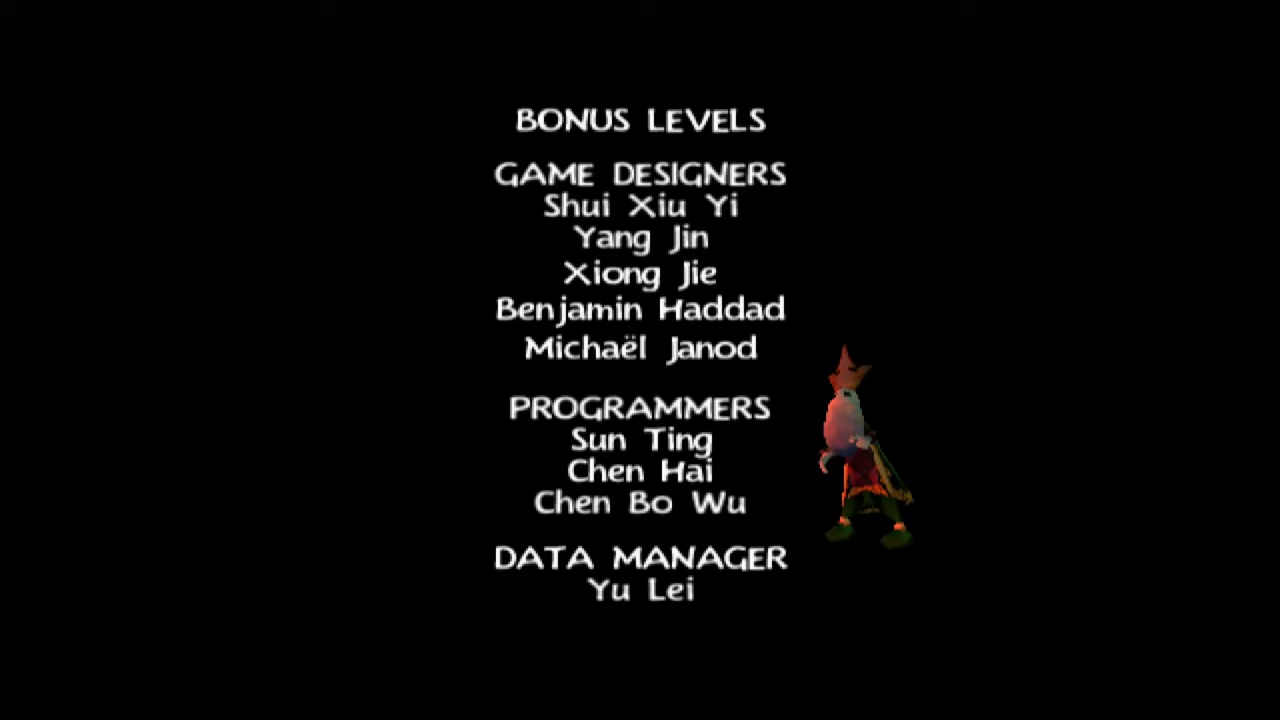 BONUS LEVELS
GAME DESIGNERS
Shui Xiu Yi
Yang Jin
Xiong Jie
Benjamin Haddad
Michaël Janod
PROGRAMMERS
Sun Ting
Chen Hai
Chen Bo Wu
DATA MANAGER
Yu Lei